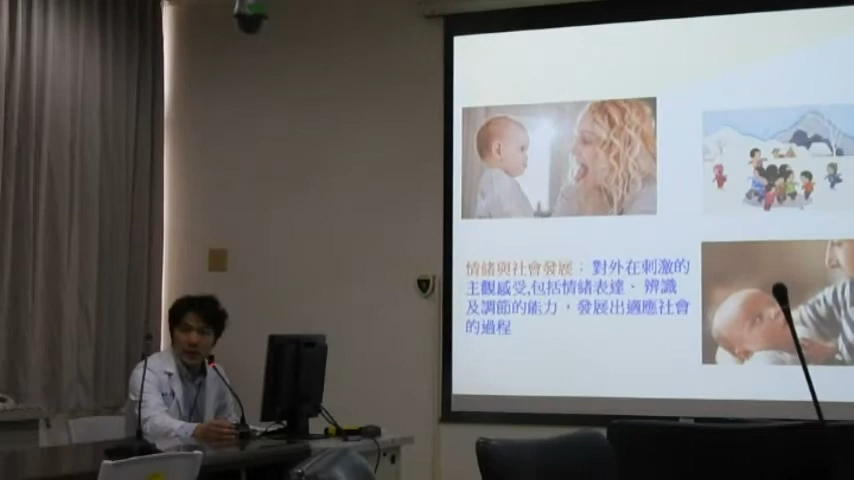 情緒與社會發展：對外在刺激的
主觀感受,包括情緒表達、辨識
及調節的能力，發展出適應社會
的過程